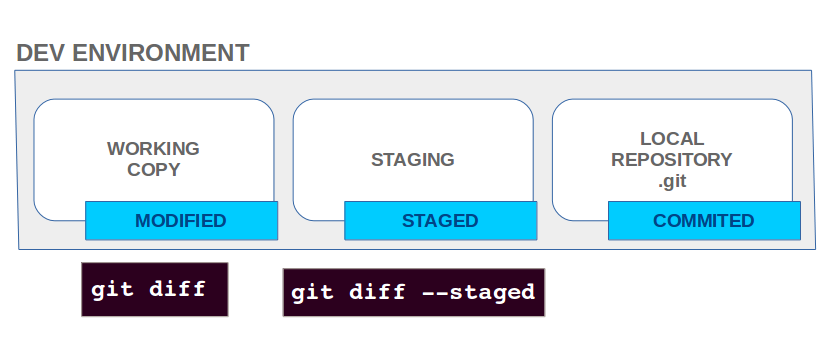 DEV ENVIRONMENT
WORKING
COPY
MODIFIED
STAGING
STAGED
LOCAL
REPOSITORY
.git
COMMITED
git diff
git diff --staged